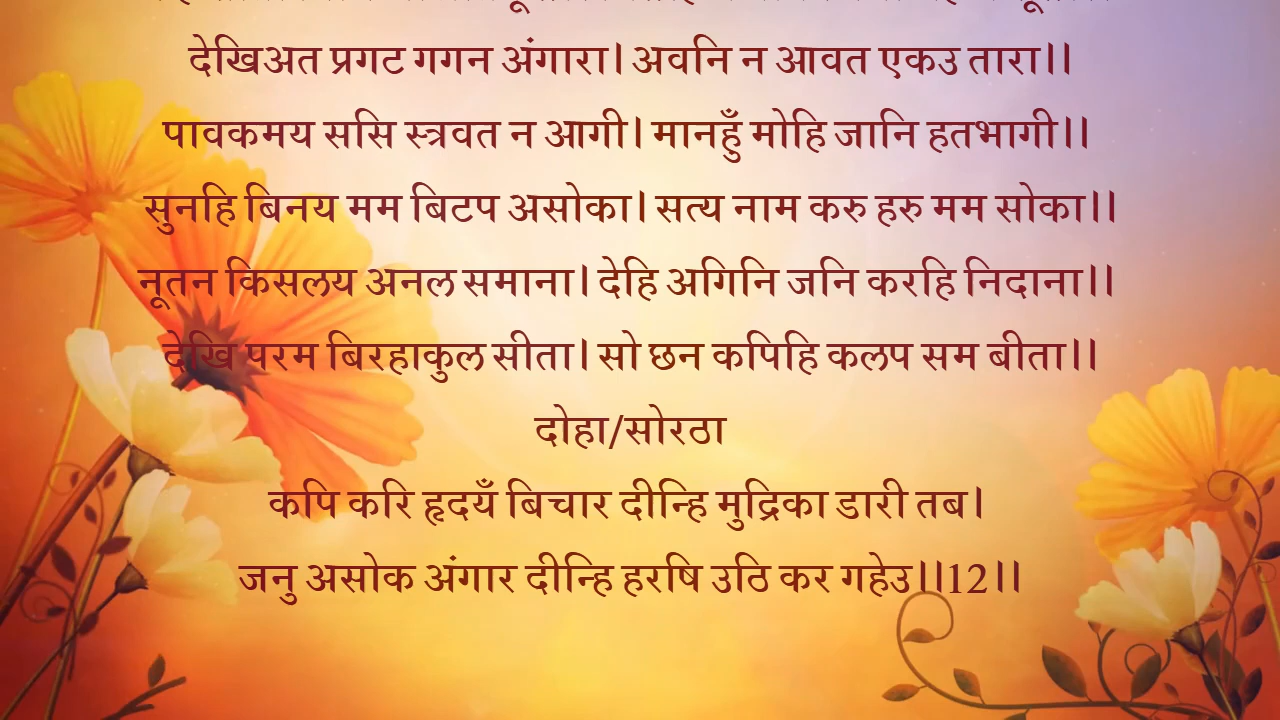 देखिअत प्रगट गगन अंगारा। अवनि न आवत एकउ तारा।।
पावकमय ससि स्त्रवत न आगी। मानहुँ मोहि जानि हतभागी।।
सुनहि बिनय मम बिटप असोका। सत्य नाम करु हरु मम सोका।।
नूतन किसलय अनल समाना। देहि अगिनि जनि करहि निदाना।।
देखि परम बिरहाकुल सीता। सो छन कपिहि कलप सम बीता।।
दोहा/सोरठा
कपि करि हृदयँ बिचार दीन्हि मुद्रिका डारी तब।
जनु असोक अंगार दीन्हि हरषि उठि कर गहेउ।।12।।